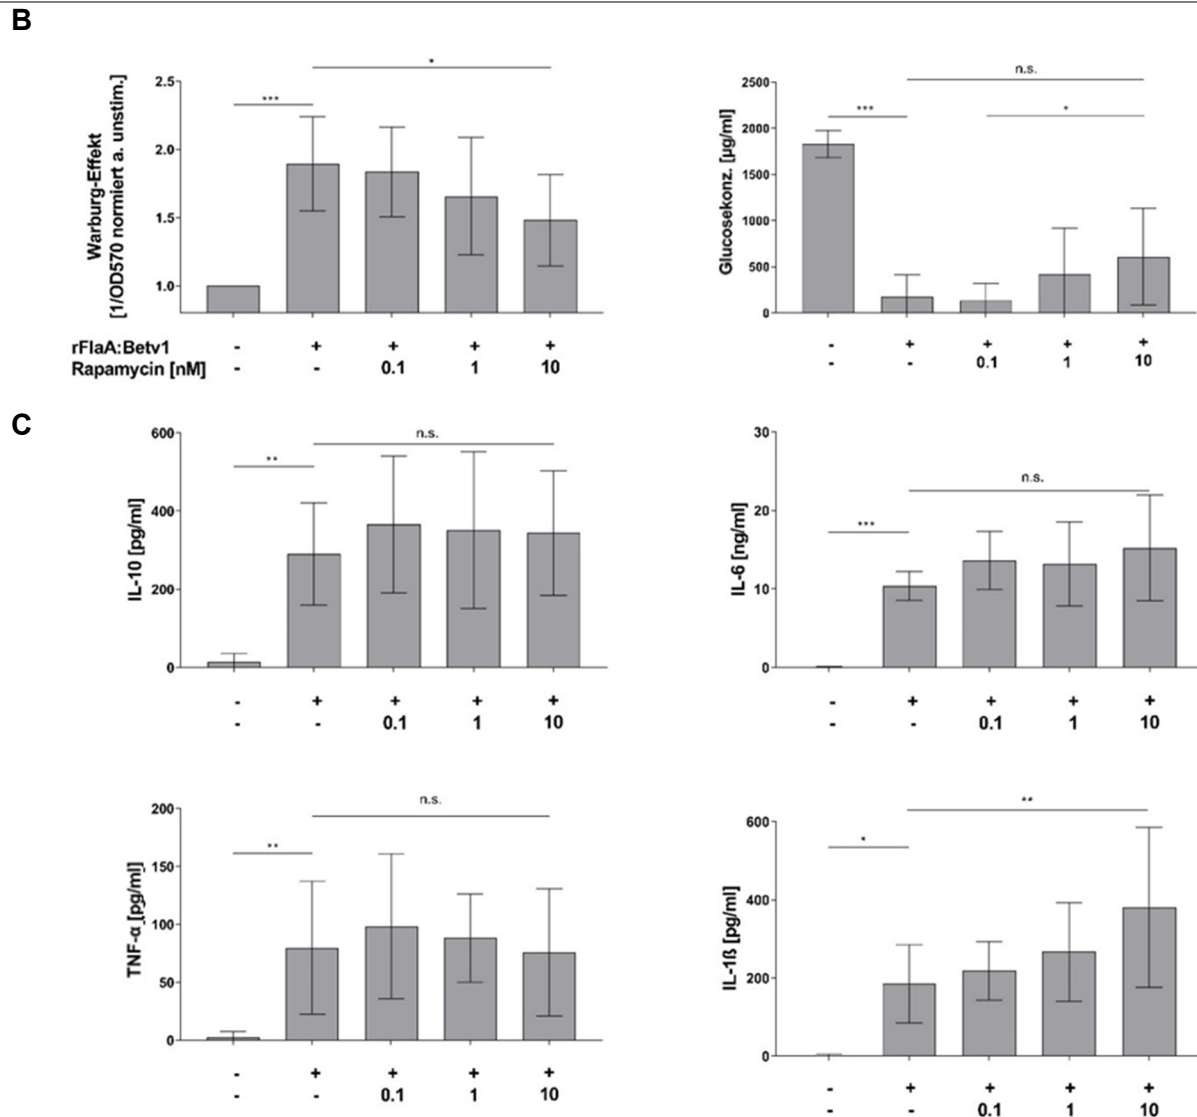 B
Warburg-Effekt
[1/OD570 normiert a. unstim.]
2.5
2.0
1.5
1.0
***
*
rFlaA:Betv1 - + + + +
Rapamycin [nM] - - 0.1 1 10
Glucosekonz. [µg/ml]
2500
2000
1500
1000
500
0
***
n.s.
*
- + + + +
- - 0.1 1 10
C
IL-10 [pg/ml]
600
400
200
0
**
n.s.
- + + + +
- - 0.1 1 10
IL-6 [ng/ml]
30
20
10
0
***
n.s.
- + + + +
- - 0.1 1 10
TNF-α [pg/ml]
200
150
100
50
0
**
n.s.
- + + + +
- - 0.1 1 10
IL-1ß [pg/ml]
600
400
200
0
*
**
- + + + +
- - 0.1 1 10